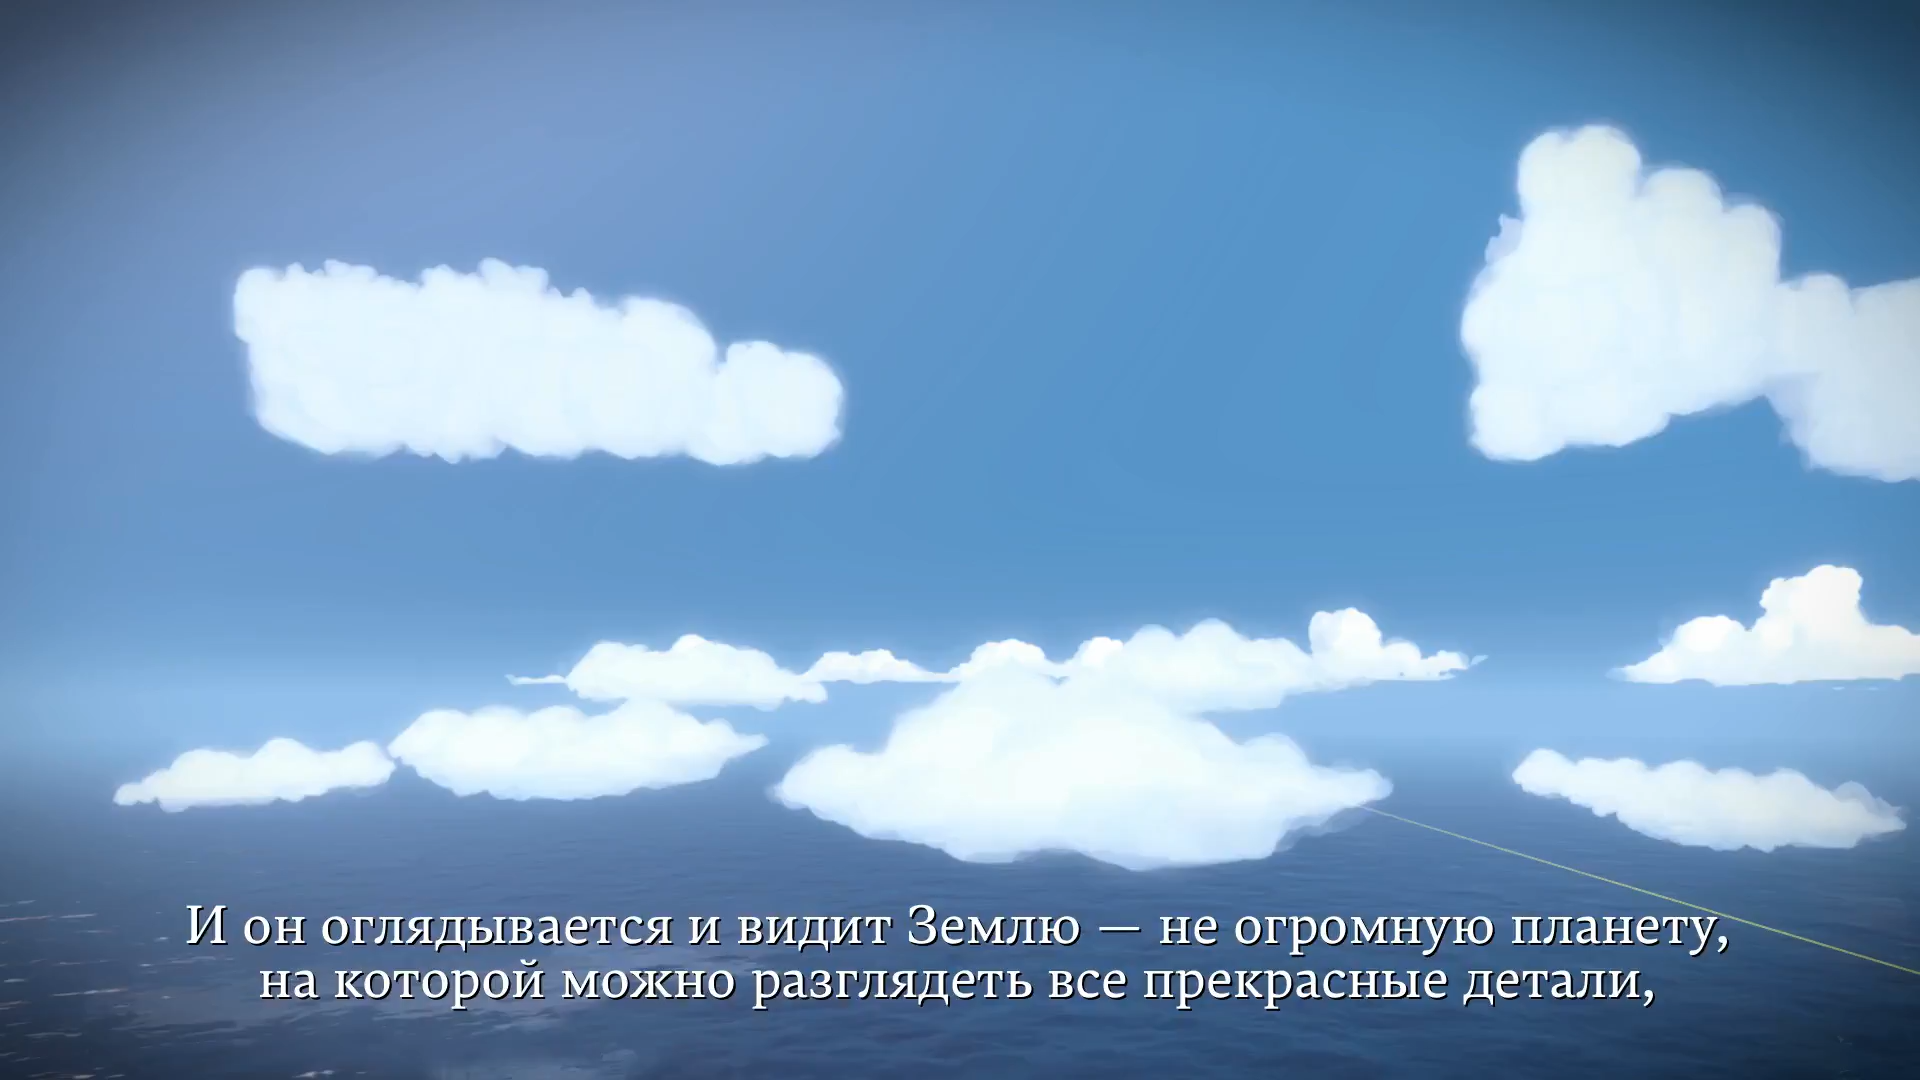 И он оглядывается и видит Землю — не огромную планету,
на которой можно разглядеть все прекрасные детали,